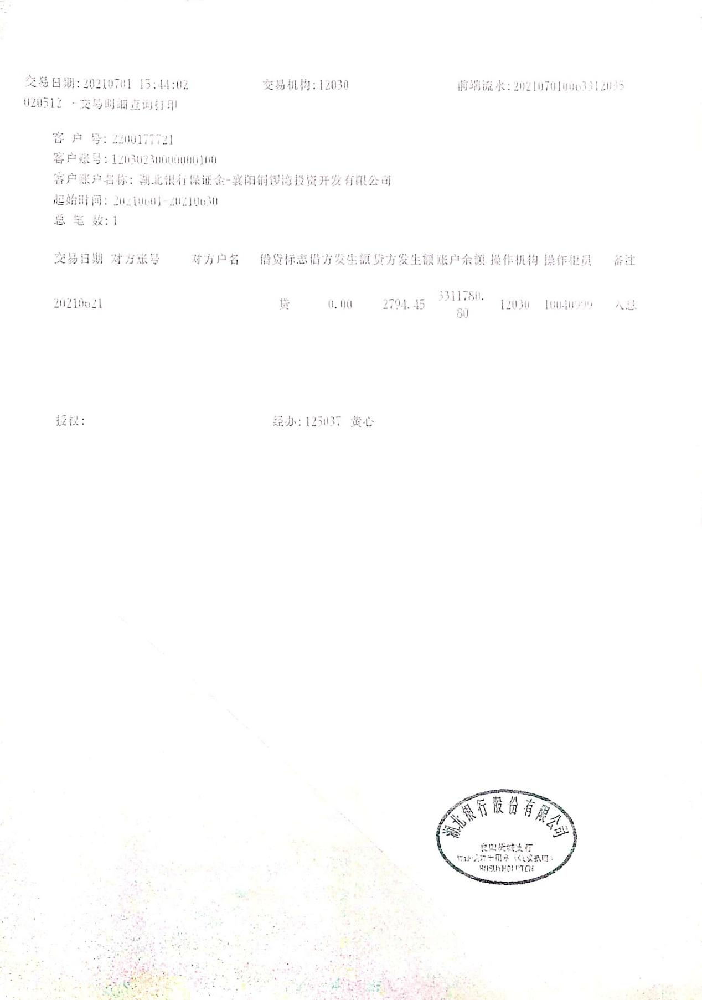 交易日期:20210701 15:44:02 交易机构:12030 前端流水:202107010063312035
020512 -交易明细查询打印
客 户 号:2200177721
客户账号:12030230000000100
客户账户名称: 湖北银行保证金-襄阳铜锣湾投资开发有限公司
起始时间: 20210601-20210630
总 笔 数:1
交易日期 对方账号 对方户名 借贷标志 借方发生额 贷方发生额 账户余额 操作机构 操作柜员 备注
20210621 贷 0.00 2794.45 3311780.80 12030 10040999 入息
授权: 经办:125037 黄心
湖北银行股份有限公司
襄阳樊城支行